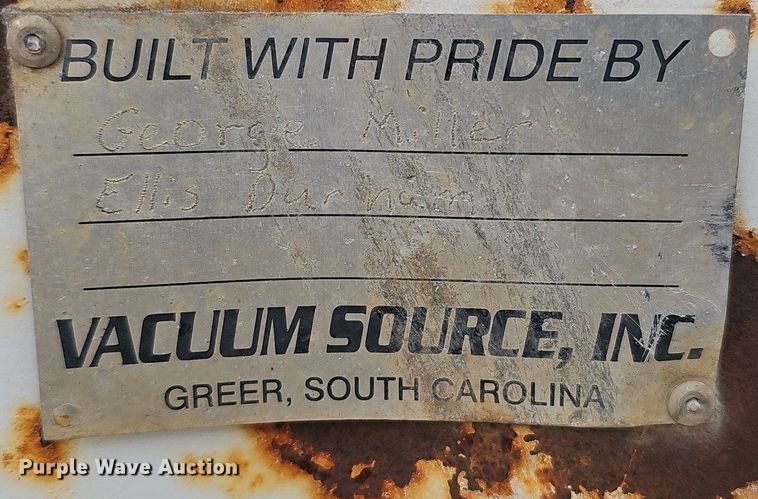 BUILT WITH PRIDE BY
George Miller
Ellis Durham
VACUUM SOURCE, INC.
GREER, SOUTH CAROLINA
Purple Wave Auction